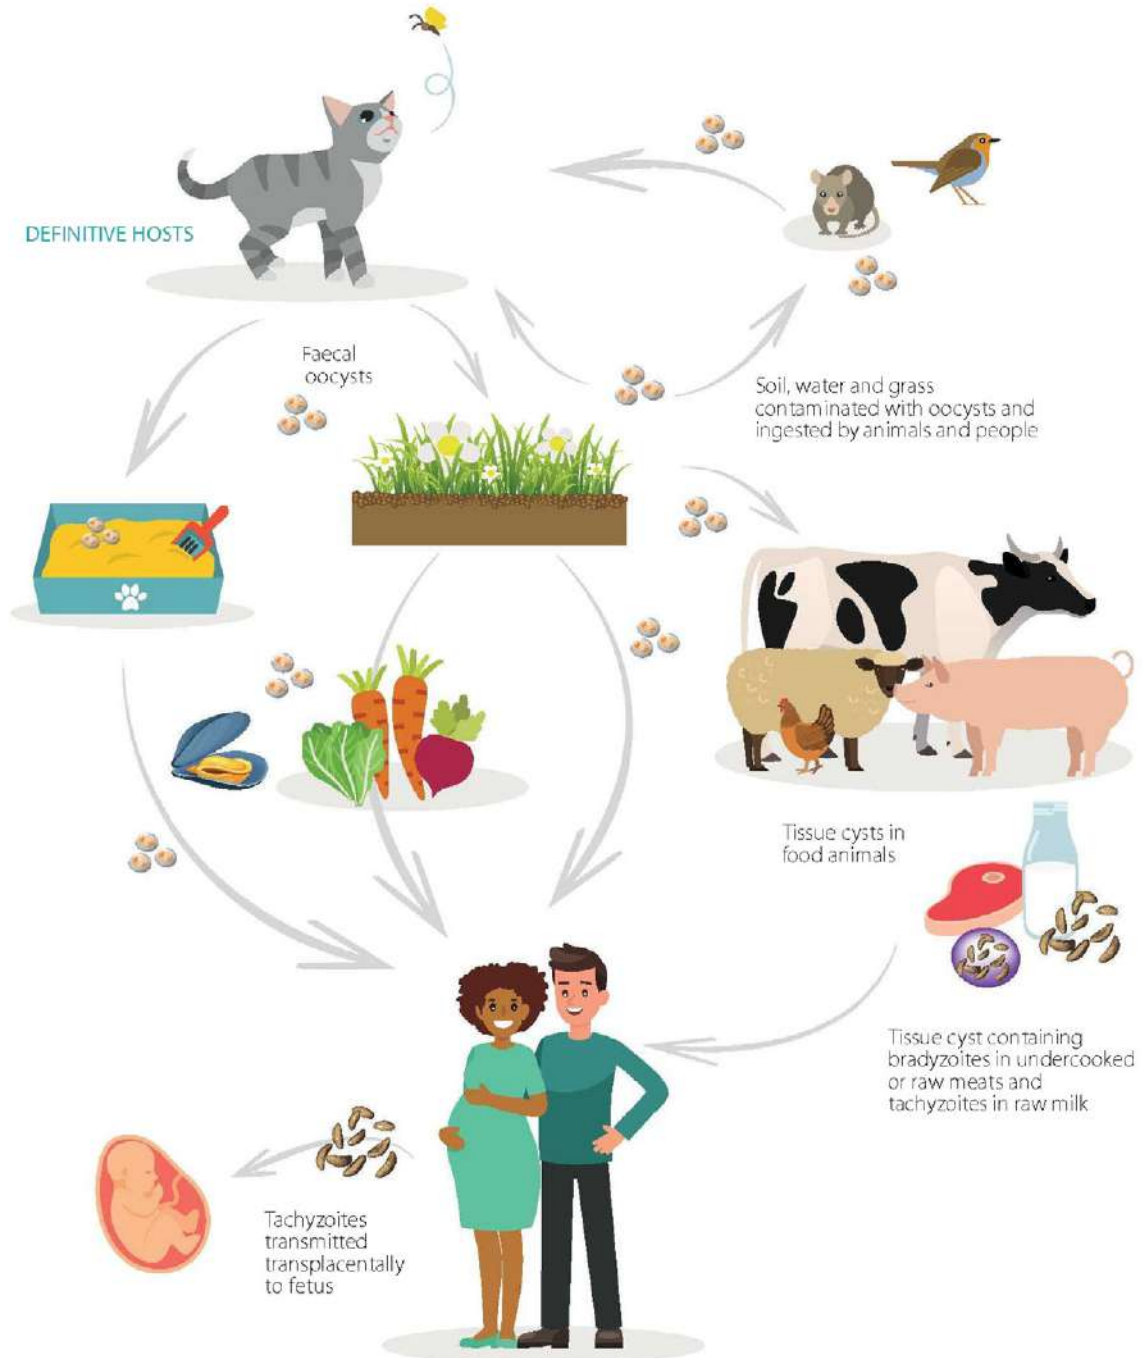 DEFINITIVE HOSTS
Faecal
oocysts
Soil, water and grass
contaminated with oocysts and
ingested by animals and people
Tissue cysts in
food animals
Tissue cyst containing
bradyzoites in undercooked
or raw meats and
tachyzoites in raw milk
Tachyzoites
transmitted
transplacentally
to fetus